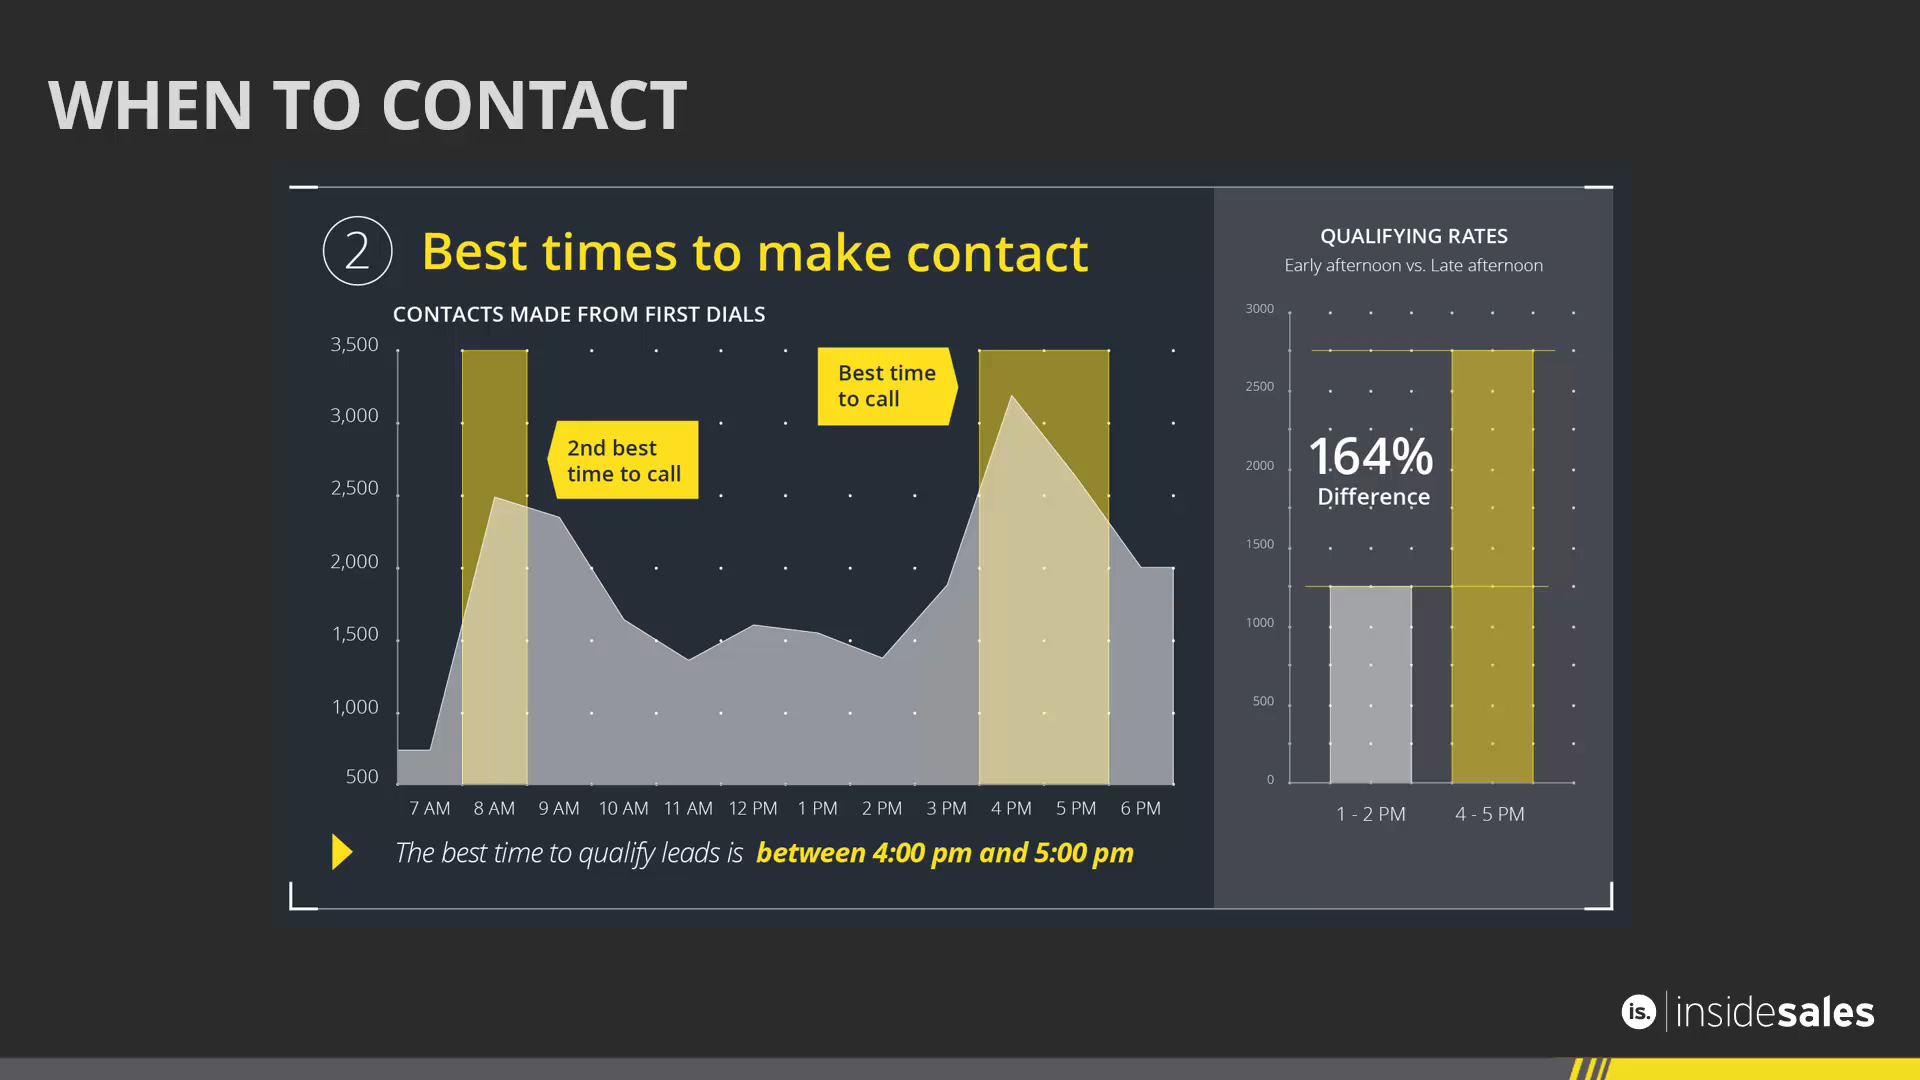 WHEN TO CONTACT
2
Best times to make contact
CONTACTS MADE FROM FIRST DIALS
3,500
3,000
2,500
2,000
1,500
1,000
500
2nd best
time to call
Best time
to call
7 AM
8 AM
9 AM
10 AM
11 AM
12 PM
1 PM
2 PM
3 PM
4 PM
5 PM
6 PM
The best time to qualify leads is between 4:00 pm and 5:00 pm
QUALIFYING RATES
Early afternoon vs. Late afternoon
3000
2500
2000
1500
1000
500
0
164%
Difference
1 - 2 PM
4 - 5 PM
is. insidesales